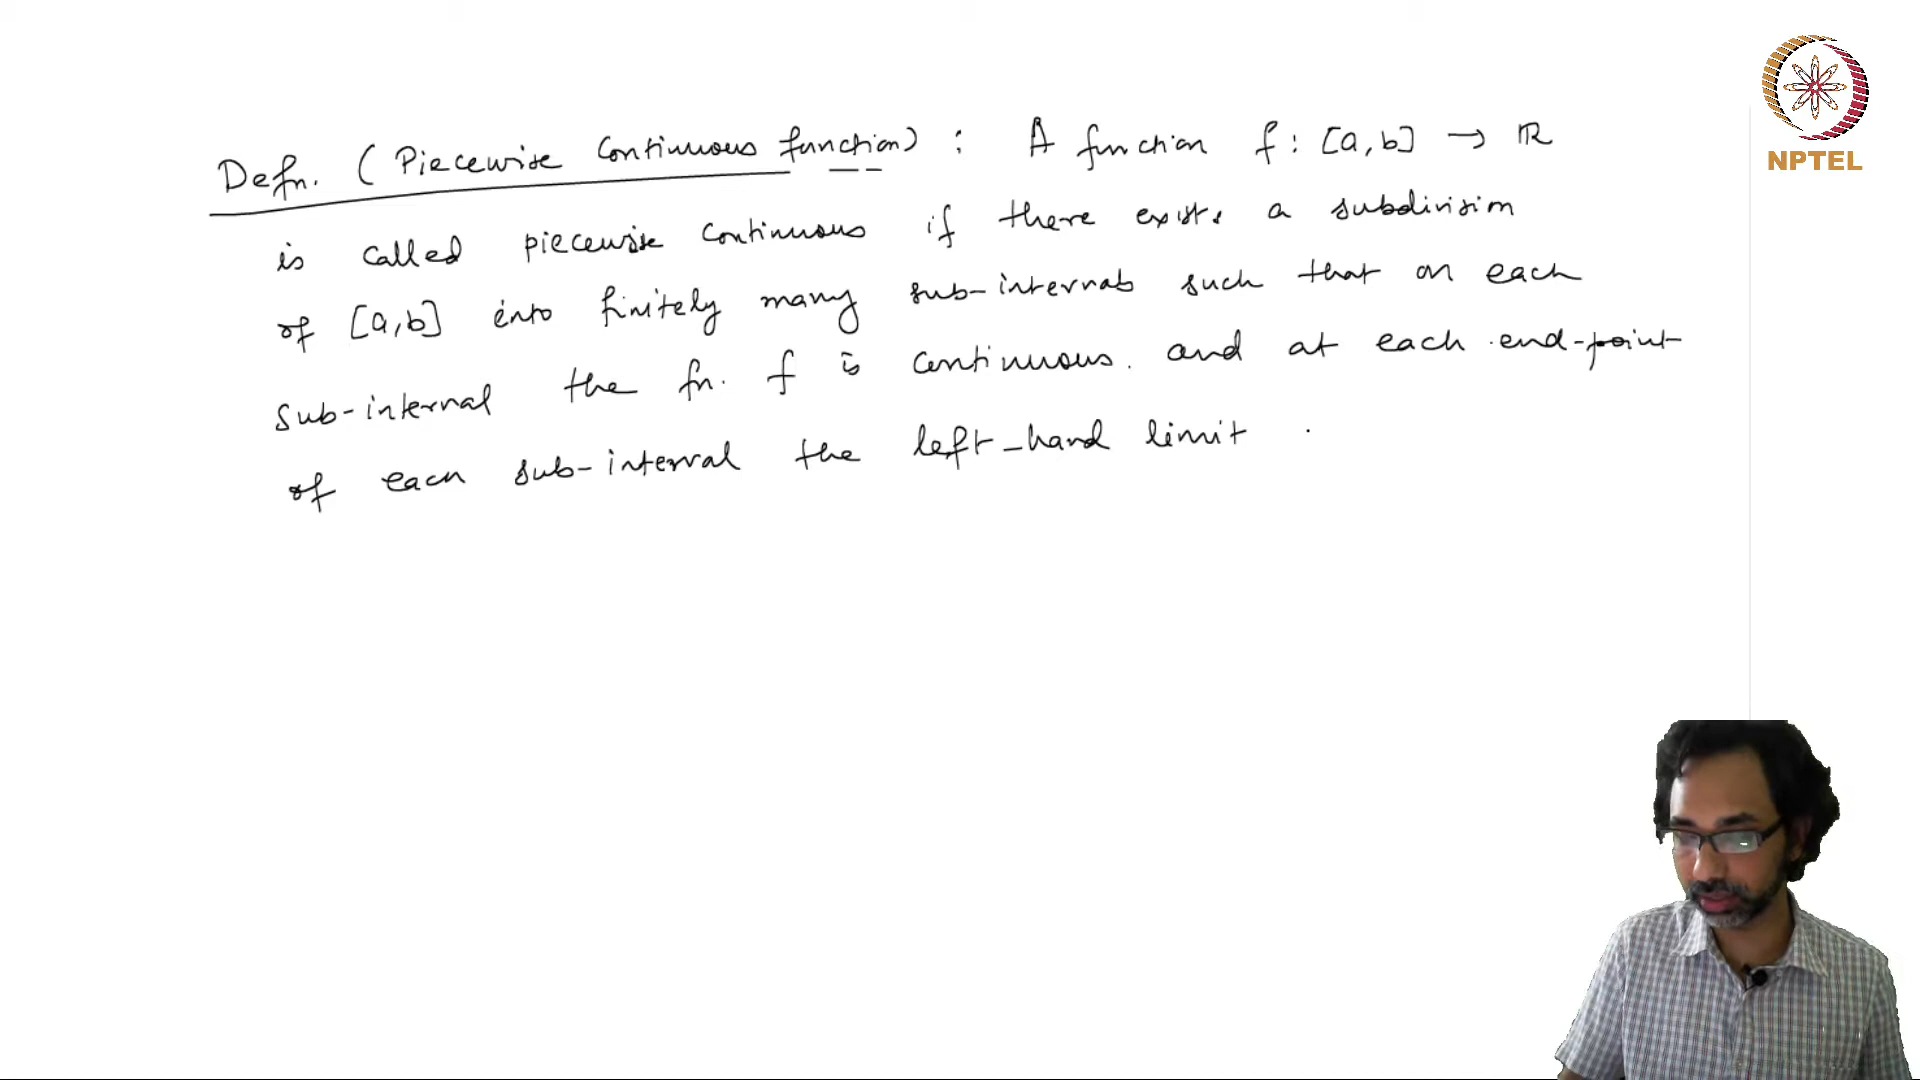 Defn. (Piecewise Continuous function) : A function f : [a,b] → ℝ
is called piecewise continuous if there exists a subdivision
of [a,b] into finitely many sub-intervals such that on each
sub-interval the fn. f is continuous. and at each end-point
of each sub-interval the left-hand limit
NPTEL